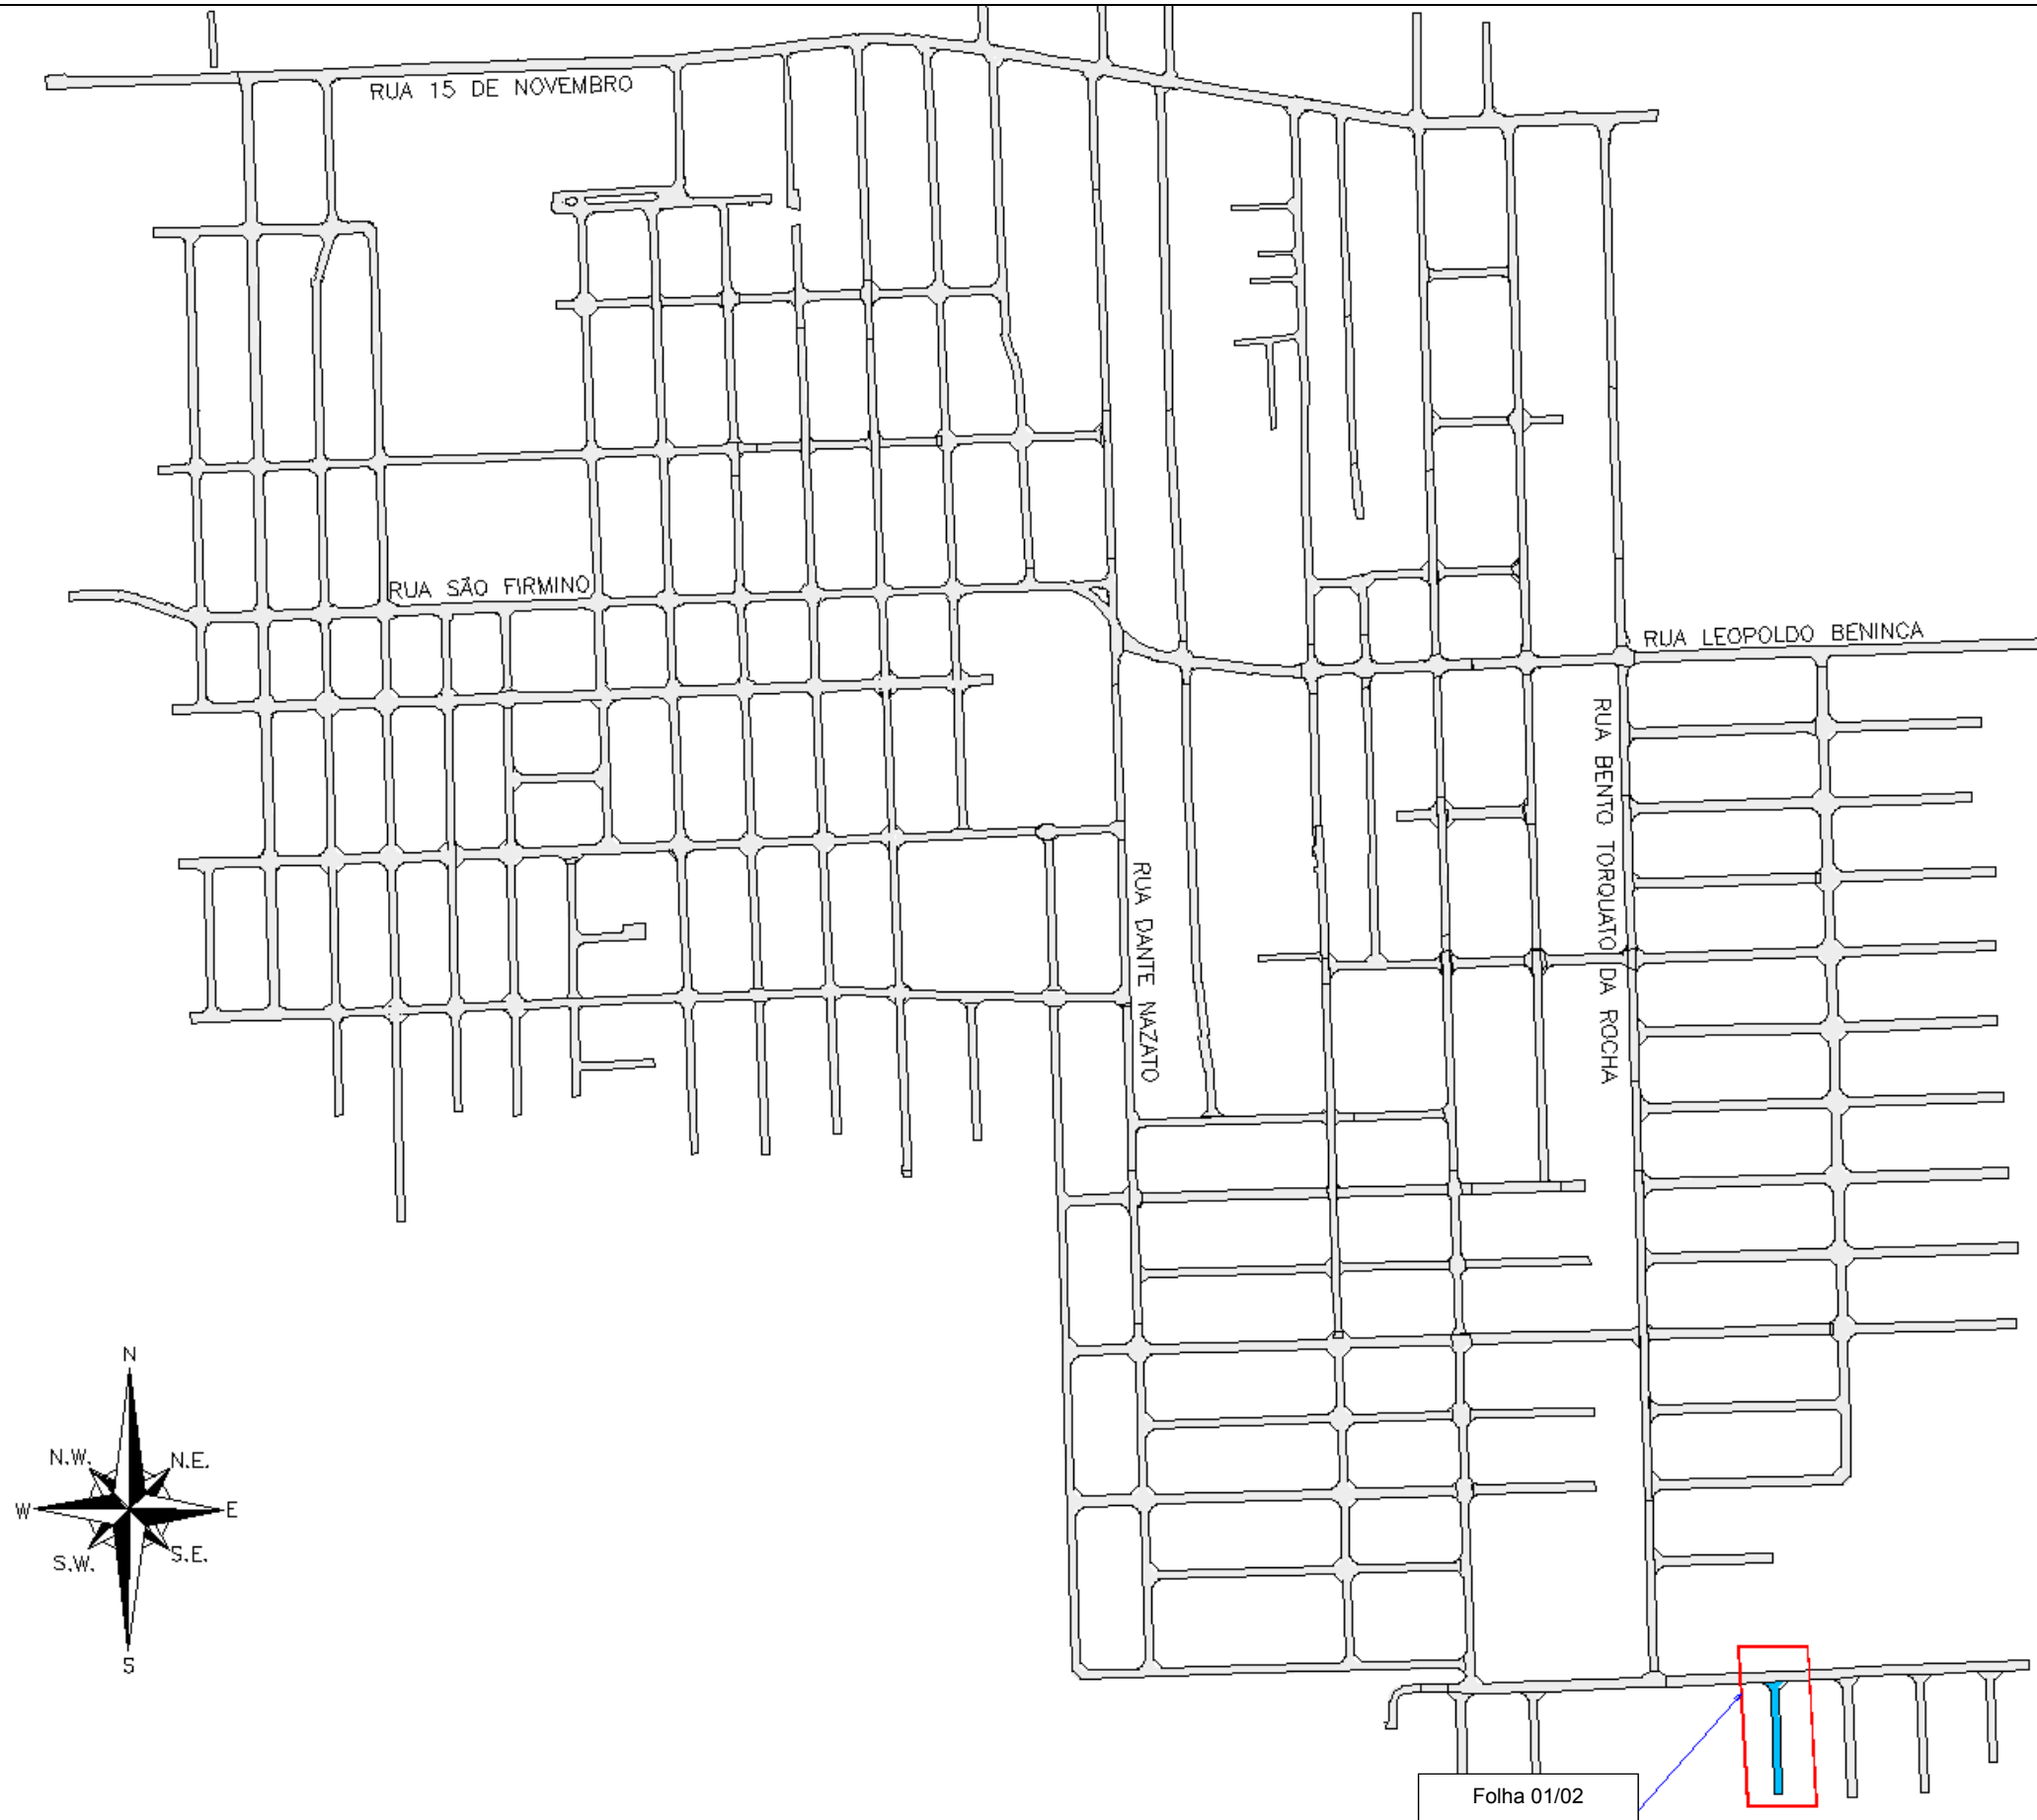 RUA 15 DE NOVEMBRO
RUA SÃO FIRMINO
RUA LEOPOLDO BENINCA
RUA BENTO TORQUATO DA ROCHA
RUA DANTE NAZATO
N
N.W.
N.E.
W
E
S.W.
S.E.
S
Folha 01/02